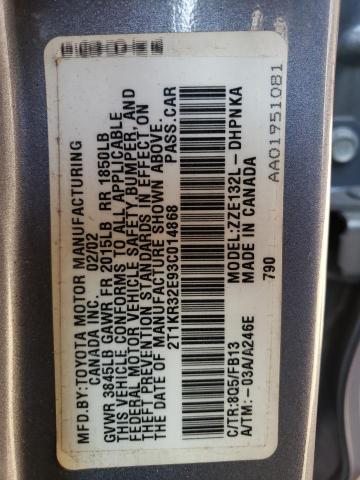 MFD.BY:TOYOTA MOTOR MANUFACTURING
CANADA INC. 02/02
GVWR 3845LB GAWR FR 2015LB RR 1850LB
THIS VEHICLE CONFORMS TO ALL APPLICABLE
FEDERAL MOTOR VEHICLE SAFETY, BUMPER, AND
THEFT PREVENTION STANDARDS IN EFFECT ON
THE DATE OF MANUFACTURE SHOWN ABOVE.
2T1KR32E93C014868 PASS.CAR
C/TR:8Q5/FB13 MODEL:ZZE132L-DHPNKA
A/TM:-03A/A246E MADE IN CANADA
790
AA01951081